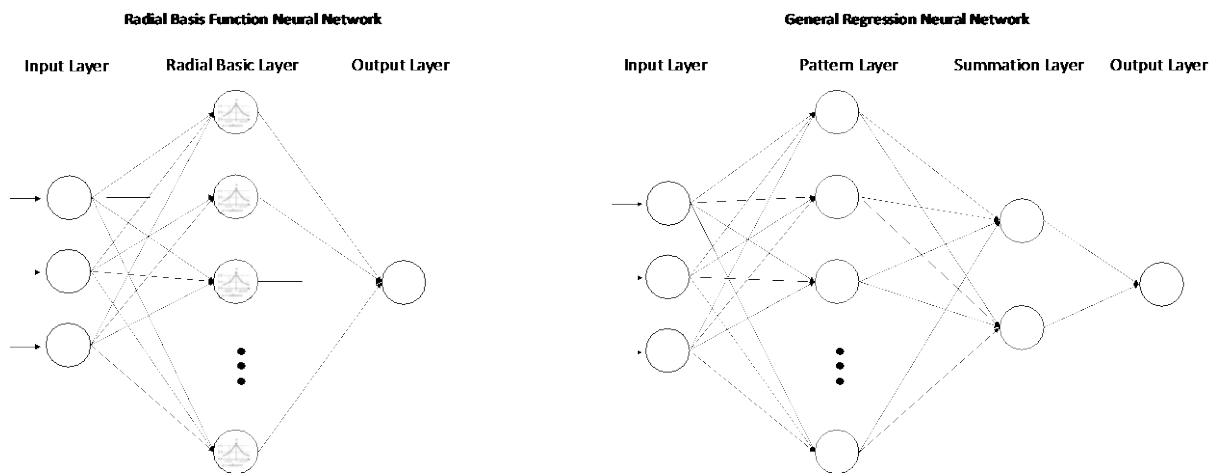 Radial Basis Function Neural Network
Input Layer
Radial Basic Layer
Output Layer
General Regression Neural Network
Input Layer
Pattern Layer
Summation Layer
Output Layer